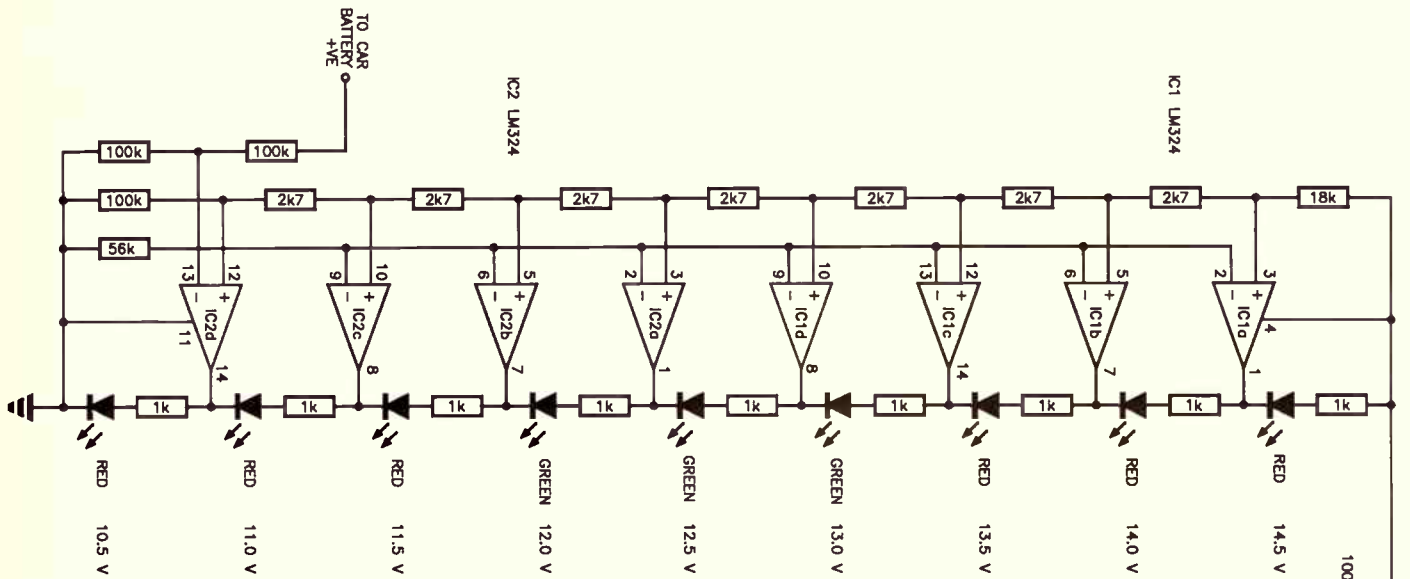 TO CAR
BATTERY
+VE
IC2 LM324
IC1 LM324
100k
100k
100k
2k7
2k7
2k7
2k7
2k7
2k7
2k7
18k
56k
13
12
9
10
6
5
2
3
9
10
13
12
6
5
2
3
−
+
−
+
−
+
−
+
−
+
−
+
−
+
−
+
IC2d
IC2c
IC2b
IC2a
IC1d
IC1c
IC1b
IC1a
11
4
14
8
7
1
8
14
7
1
1k
1k
1k
1k
1k
1k
1k
1k
1k
RED 10.5 V
RED 11.0 V
RED 11.5 V
GREEN 12.0 V
GREEN 12.5 V
GREEN 13.0 V
RED 13.5 V
RED 14.0 V
RED 14.5 V
100